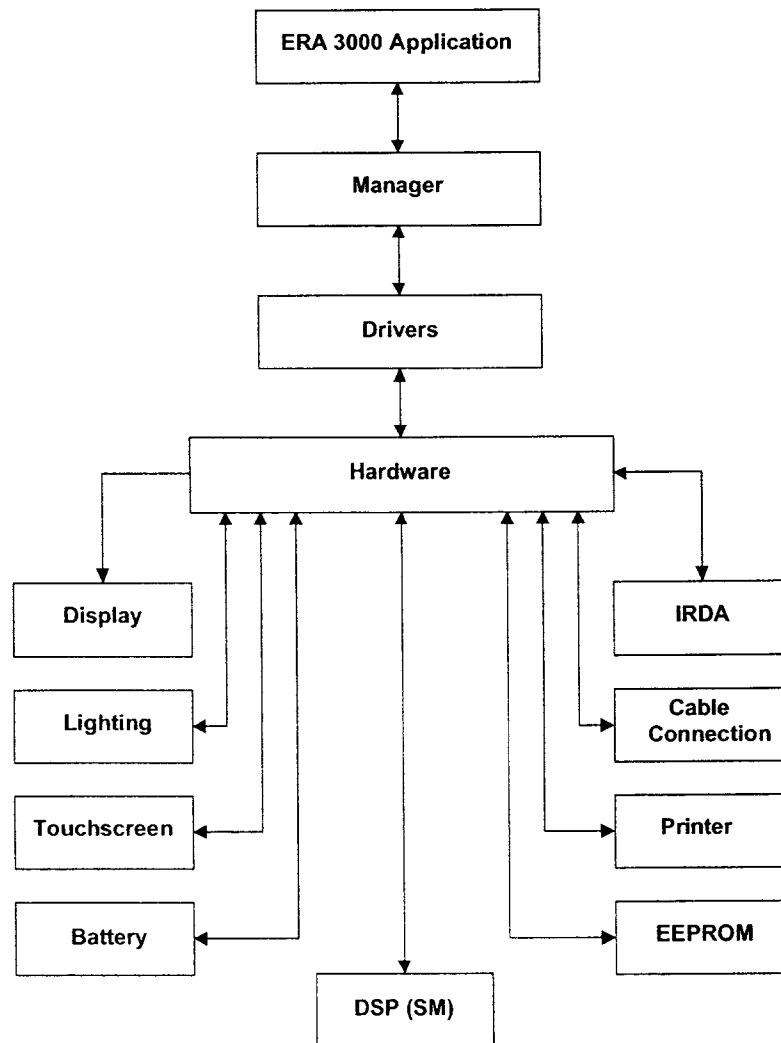 ERA 3000 Application
Manager
Drivers
Hardware
Display
IRDA
Lighting
Cable
Connection
Touchscreen
Printer
Battery
EEPROM
DSP (SM)